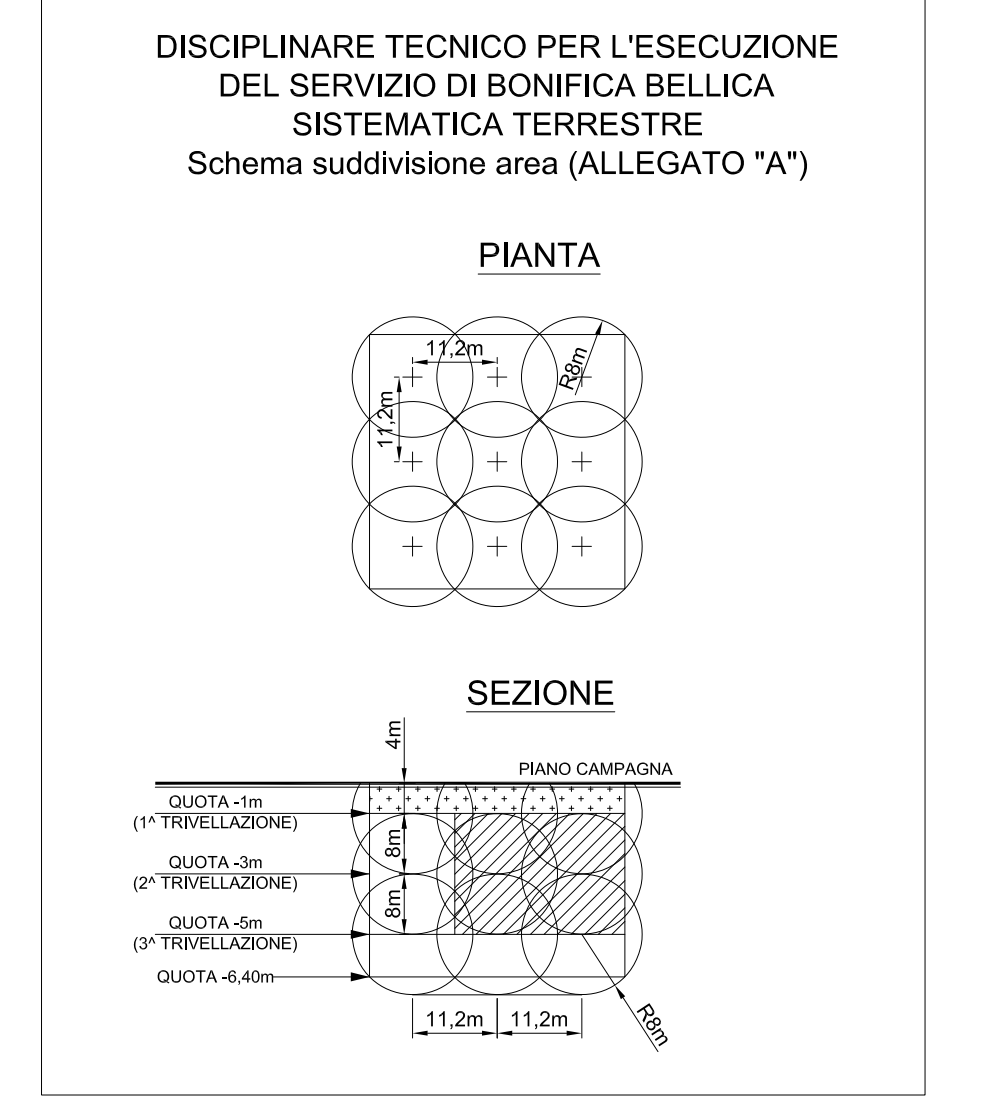 DISCIPLINARE TECNICO PER L'ESECUZIONE
DEL SERVIZIO DI BONIFICA BELLICA
SISTEMATICA TERRESTRE
Schema suddivisione area (ALLEGATO "A")
PIANTA
11,2m
R8m
11,2m
SEZIONE
4m
PIANO CAMPAGNA
QUOTA -1m
(1^ TRIVELLAZIONE)
8m
QUOTA -3m
(2^ TRIVELLAZIONE)
8m
QUOTA -5m
(3^ TRIVELLAZIONE)
QUOTA -6,40m
11,2m
11,2m
R8m